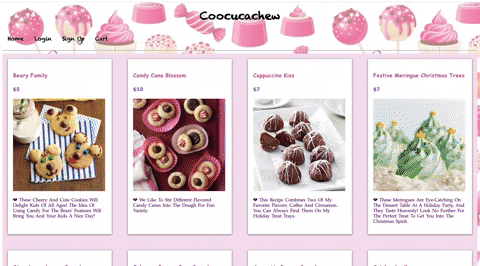 Coocucachew
Home Login Sign Up Cart
Beary Family
$5
❤ These Cheery And Cute Cookies Will
Delight Kids Of All Ages! The Idea Of
Using Candy For The Bears' Features Will
Bring You And Your Kids A Nice Day!
Candy Cane Blossom
$10
❤ We Like To Stir Different Flavored
Candy Canes Into The Dough For Fun
Variety.
Cappuccino Kiss
$7
❤ This Recipe Combines Two Of My
Favorite Flavors: Coffee And Cinnamon.
You Can Always Find Them On My
Holiday Treat Trays
Festive Meringue Christmas Trees
$7
❤ These Meringues Are Eye-Catching On
The Dessert Table At A Holiday Party, And
They Taste Heavenly! Look No Further For
The Perfect Treat To Get You Into The
Christmas Spirit.